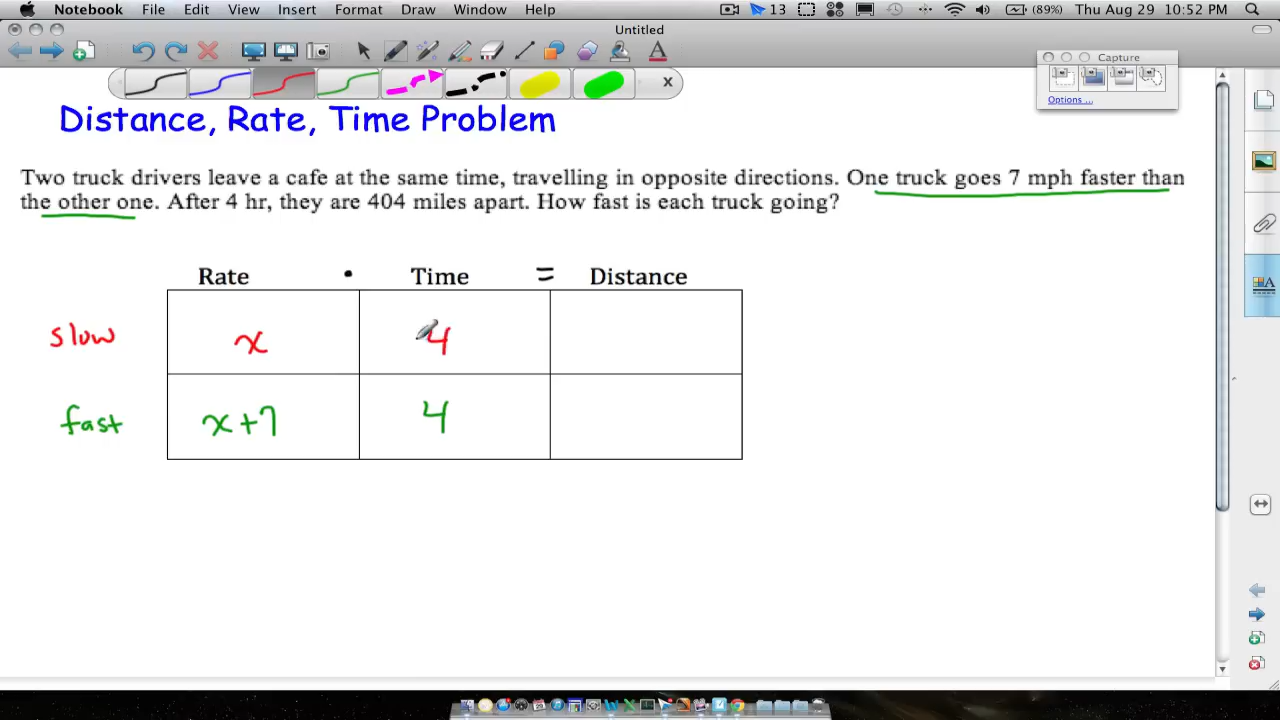 Notebook File Edit View Insert Format Draw Window Help 13 (89%) Thu Aug 29 10:52 PM
Untitled
Capture
Options ...
Distance, Rate, Time Problem
Two truck drivers leave a cafe at the same time, travelling in opposite directions. One truck goes 7 mph faster than
the other one. After 4 hr, they are 404 miles apart. How fast is each truck going?
Rate • Time = Distance
slow x 4
fast x+7 4